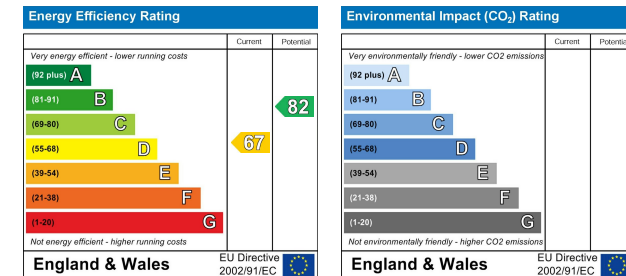 Energy Efficiency Rating
Current Potential
Very energy efficient - lower running costs
(92 plus) A
(81-91) B
82
(69-80) C
(55-68) D
67
(39-54) E
(21-38) F
(1-20) G
Not energy efficient - higher running costs
England & Wales
EU Directive
2002/91/EC
Environmental Impact (CO₂) Rating
Current Potential
Very environmentally friendly - lower CO2 emissions
(92 plus) A
(81-91) B
(69-80) C
(55-68) D
(39-54) E
(21-38) F
(1-20) G
Not environmentally friendly - higher CO2 emissions
England & Wales
EU Directive
2002/91/EC